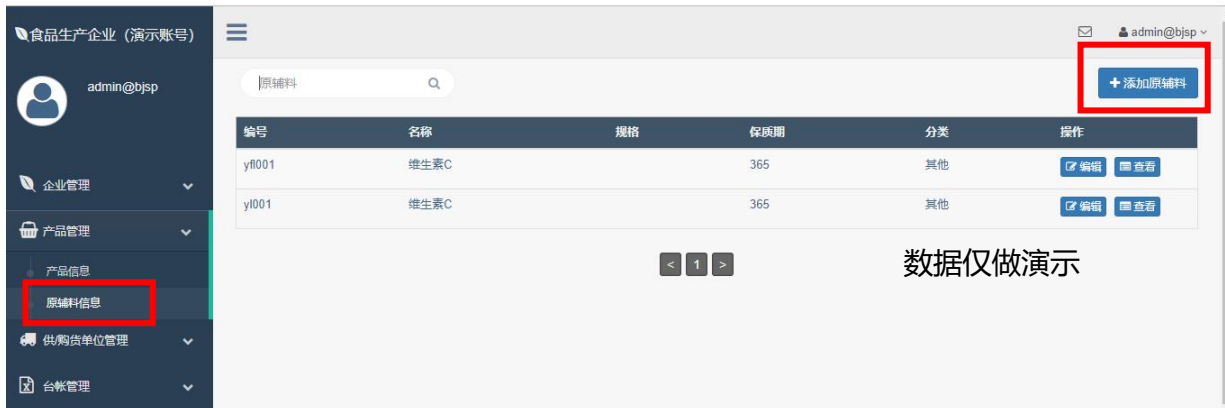 食品生产企业（演示账号）
admin@bjsp
admin@bjsp
原辅料
添加原辅料
编号 名称 规格 保质期 分类 操作
yfl001 维生素C 365 其他 编辑 查看
yl001 维生素C 365 其他 编辑 查看
< 1 >
数据仅做演示
企业管理
产品管理
产品信息
原辅料信息
供/购货单位管理
台帐管理